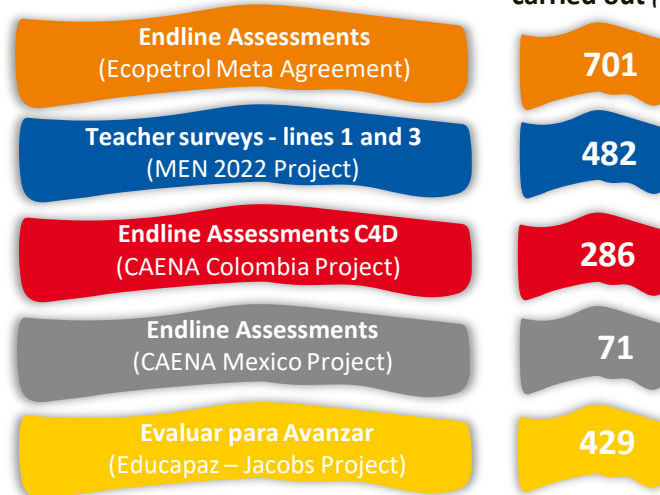 carried out (
Endline Assessments
(Ecopetrol Meta Agreement)
701
Teacher surveys - lines 1 and 3
(MEN 2022 Project)
482
Endline Assessments C4D
(CAENA Colombia Project)
286
Endline Assessments
(CAENA Mexico Project)
71
Evaluar para Avanzar
(Educapaz – Jacobs Project)
429